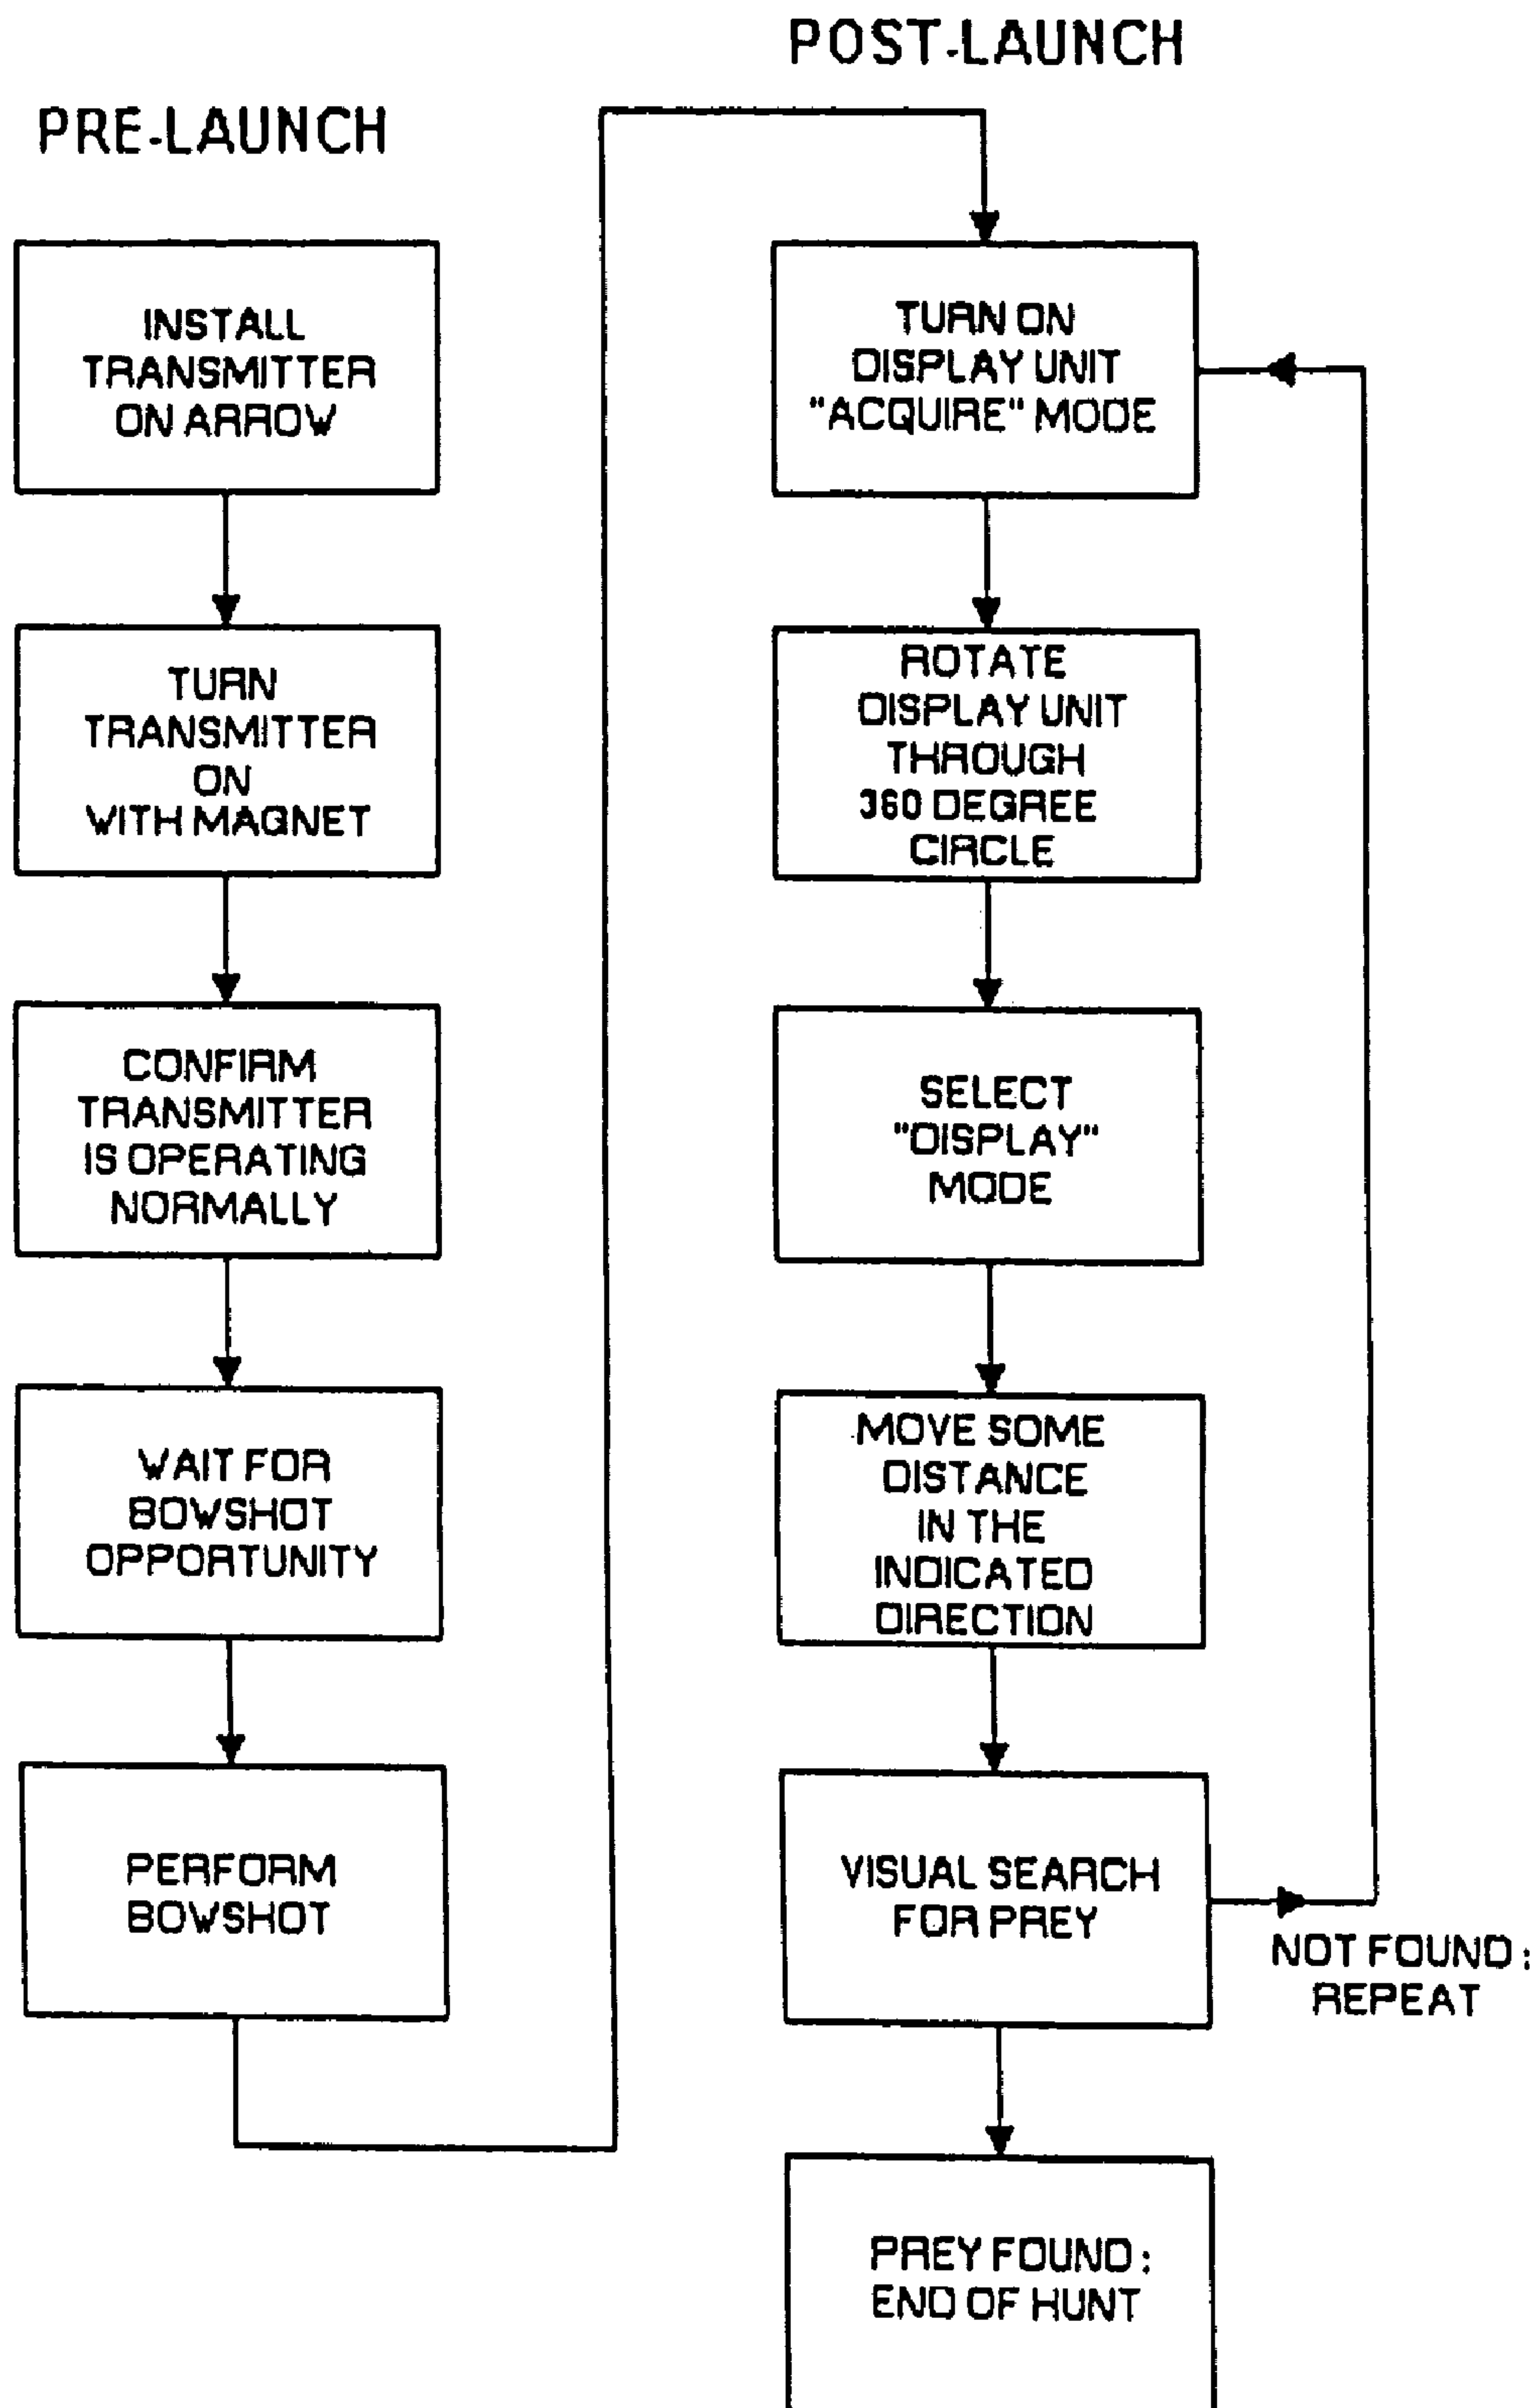 PRE-LAUNCH
INSTALL
TRANSMITTER
ON ARROW
TURN
TRANSMITTER
ON
WITH MAGNET
CONFIRM
TRANSMITTER
IS OPERATING
NORMALLY
WAIT FOR
BOWSHOT
OPPORTUNITY
PERFORM
BOWSHOT
POST-LAUNCH
TURN ON
DISPLAY UNIT
"ACQUIRE" MODE
ROTATE
DISPLAY UNIT
THROUGH
360 DEGREE
CIRCLE
SELECT
"DISPLAY"
MODE
MOVE SOME
DISTANCE
IN THE
INDICATED
DIRECTION
VISUAL SEARCH
FOR PREY
NOT FOUND:
REPEAT
PREY FOUND:
END OF HUNT